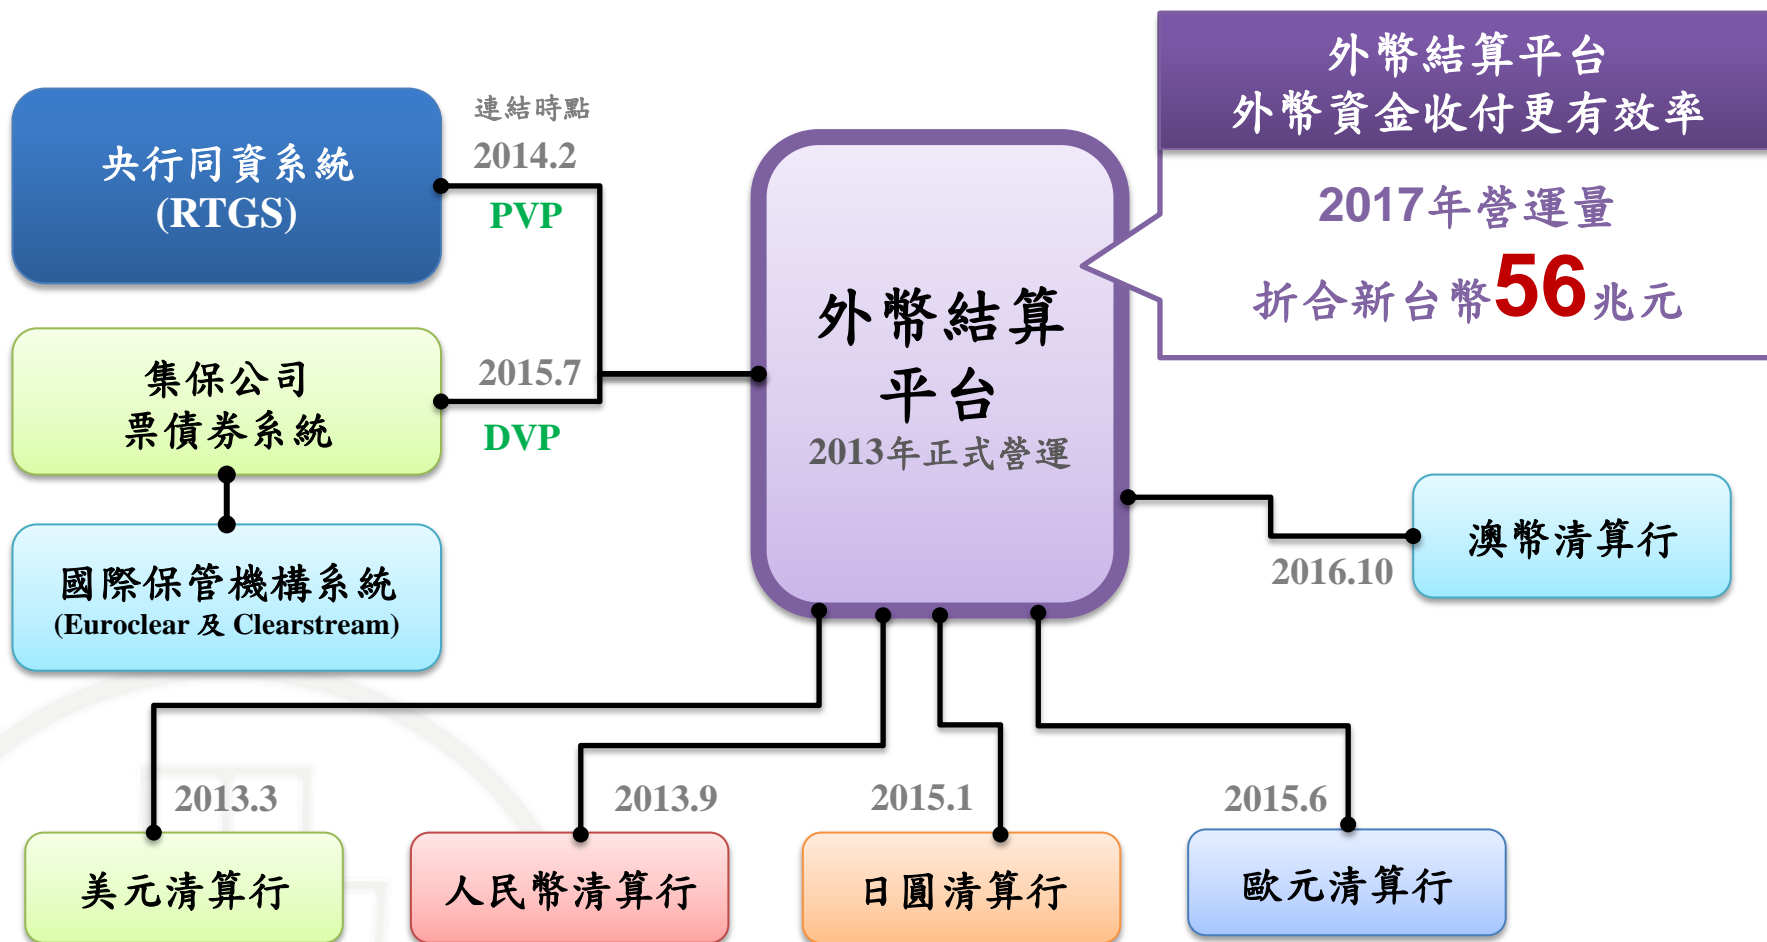 外幣結算平台
外幣資金收付更有效率
2017年營運量
折合新台幣56兆元
連結時點
2014.2
PVP
央行同資系統
(RTGS)
2015.7
DVP
集保公司
票債券系統
國際保管機構系統
(Euroclear 及 Clearstream)
外幣結算
平台
2013年正式營運
2016.10
澳幣清算行
2013.3
美元清算行
2013.9
人民幣清算行
2015.1
日圓清算行
2015.6
歐元清算行